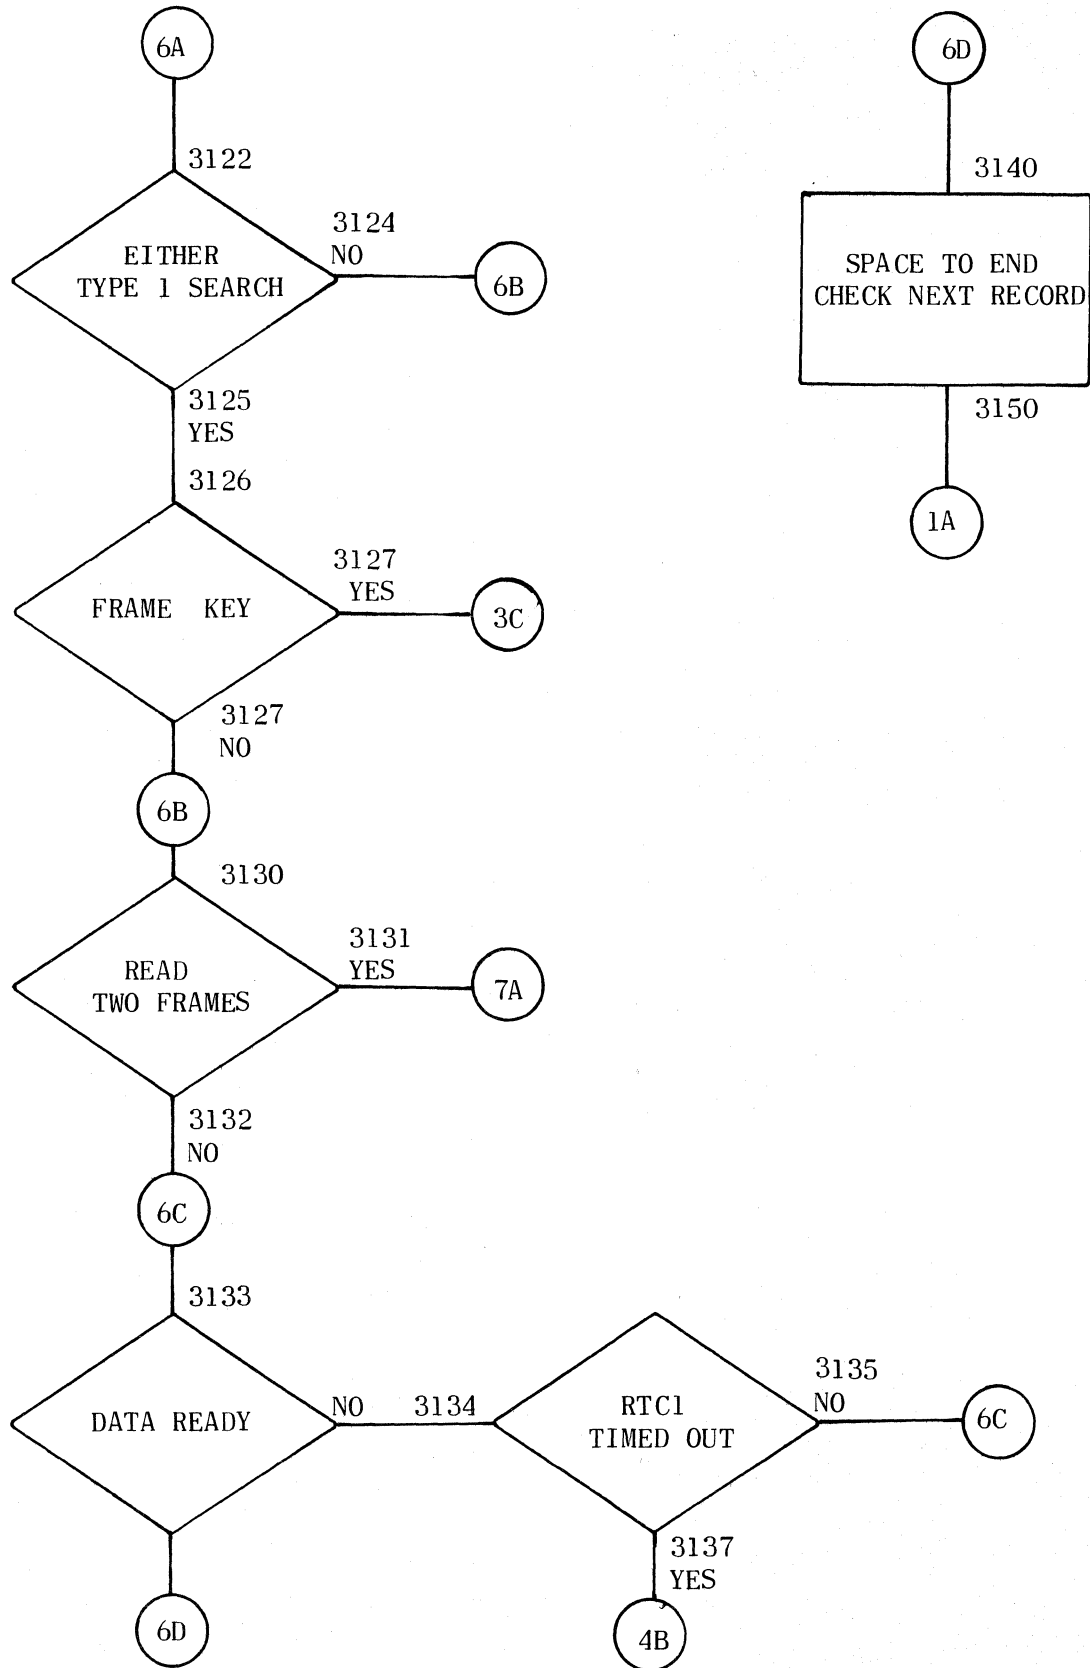 6A
3122
EITHER
TYPE 1 SEARCH
3124
NO
6B
3125
YES
3126
FRAME KEY
3127
YES
3C
3127
NO
6B
3130
READ
TWO FRAMES
3131
YES
7A
3132
NO
6C
3133
DATA READY
NO 3134
RTC1
TIMED OUT
3135
NO
6C
3137
YES
4B
6D
6D
3140
SPACE TO END
CHECK NEXT RECORD
3150
1A